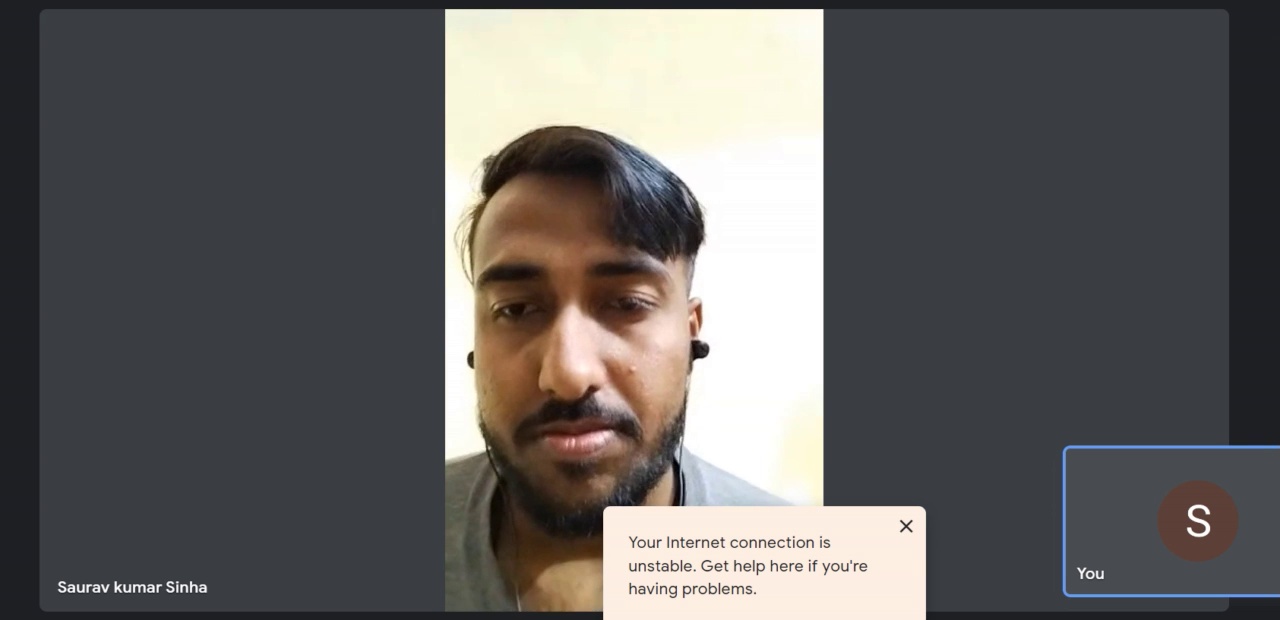 Saurav kumar Sinha
Your Internet connection is
unstable. Get help here if you're
having problems.
S
You